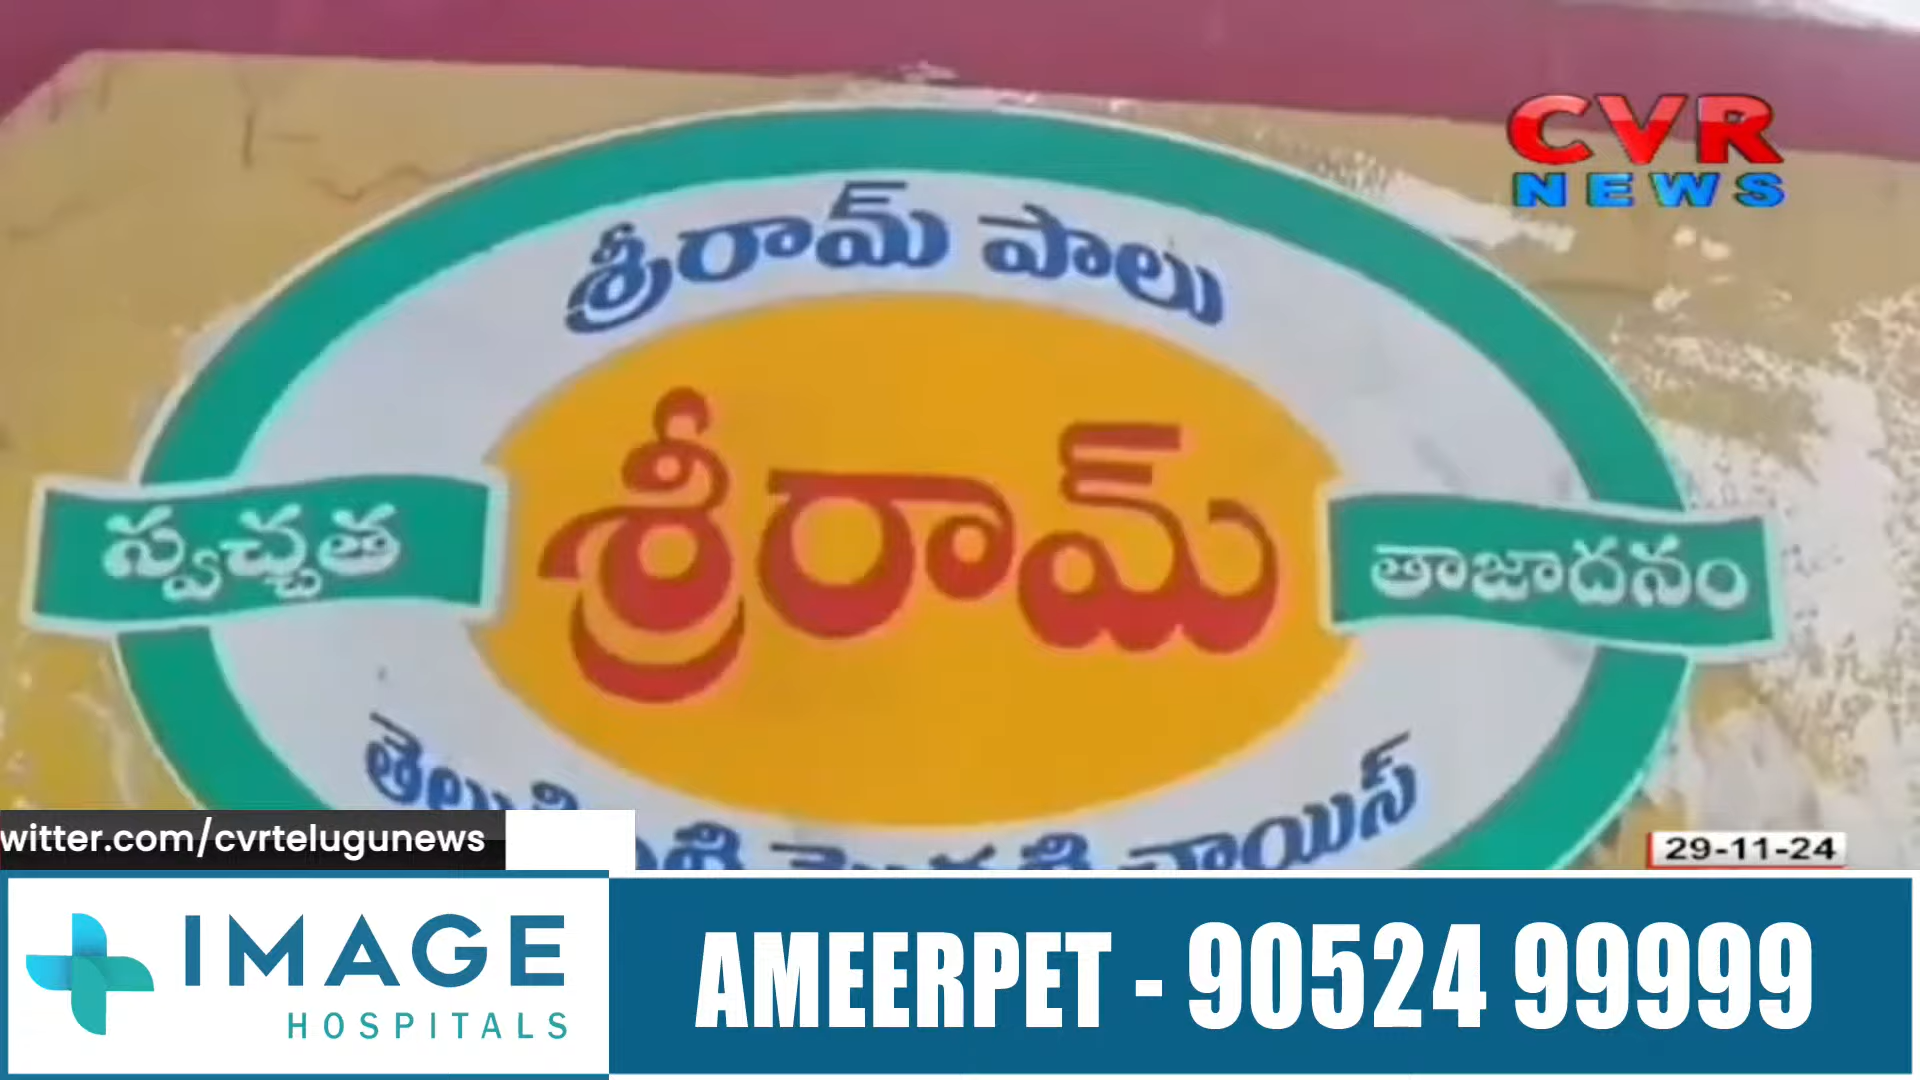 CVR
NEWS
శ్రీరామ్ పాలు
శ్రీరామ్
స్వచ్ఛత
తాజాదనం
చాయిస్
witter.com/cvrtelugunews
29-11-24
IMAGE
HOSPITALS
AMEERPET - 90524 99999